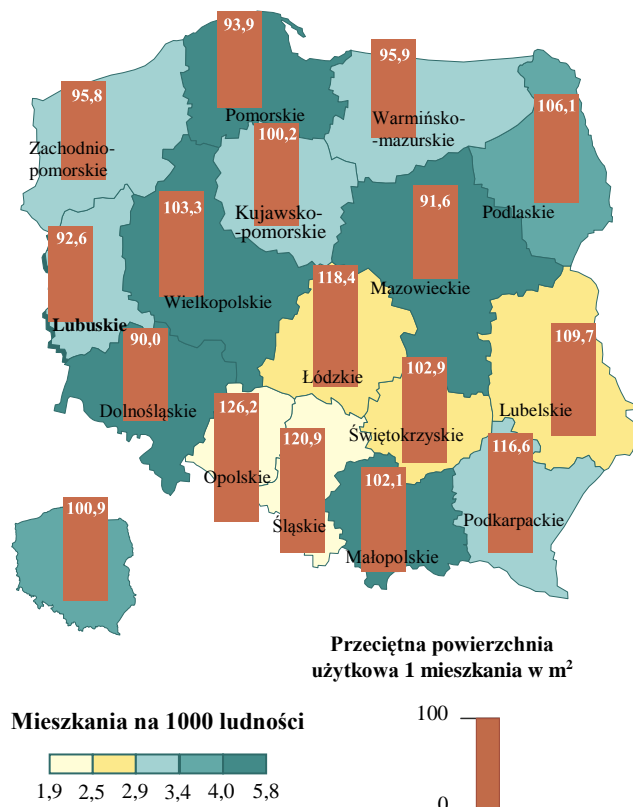 93,9
Pomorskie
95,8
Zachodnio-
pomorskie
95,9
Warmińsko-
-mazurskie
106,1
Podlaskie
100,2
Kujawsko-
-pomorskie
103,3
Wielkopolskie
91,6
Mazowieckie
92,6
Lubuskie
118,4
Łódzkie
90,0
Dolnośląskie
109,7
Lubelskie
102,9
Świętokrzyskie
126,2
Opolskie
120,9
Śląskie
116,6
Podkarpackie
102,1
Małopolskie
100,9
Przeciętna powierzchnia
użytkowa 1 mieszkania w m²
Mieszkania na 1000 ludności
1,9 2,5 2,9 3,4 4,0 5,8
100
0